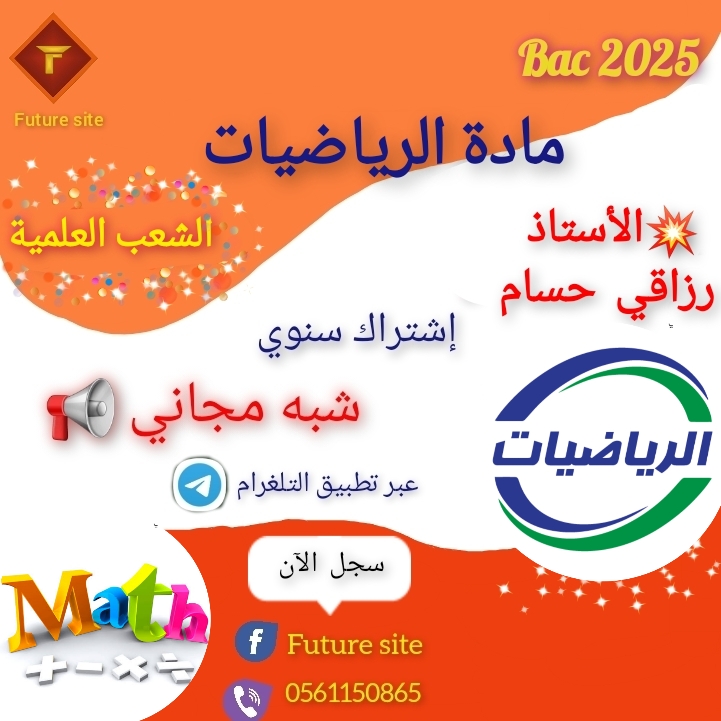 Bac 2025
Future site
مادة الرياضيات
الشعب العلمية
الأستاذ
رزاقي حسام
إشتراك سنوي
شبه مجاني
عبر تطبيق التلغرام
الرياضيات
سجل الآن
Math
Future site
0561150865